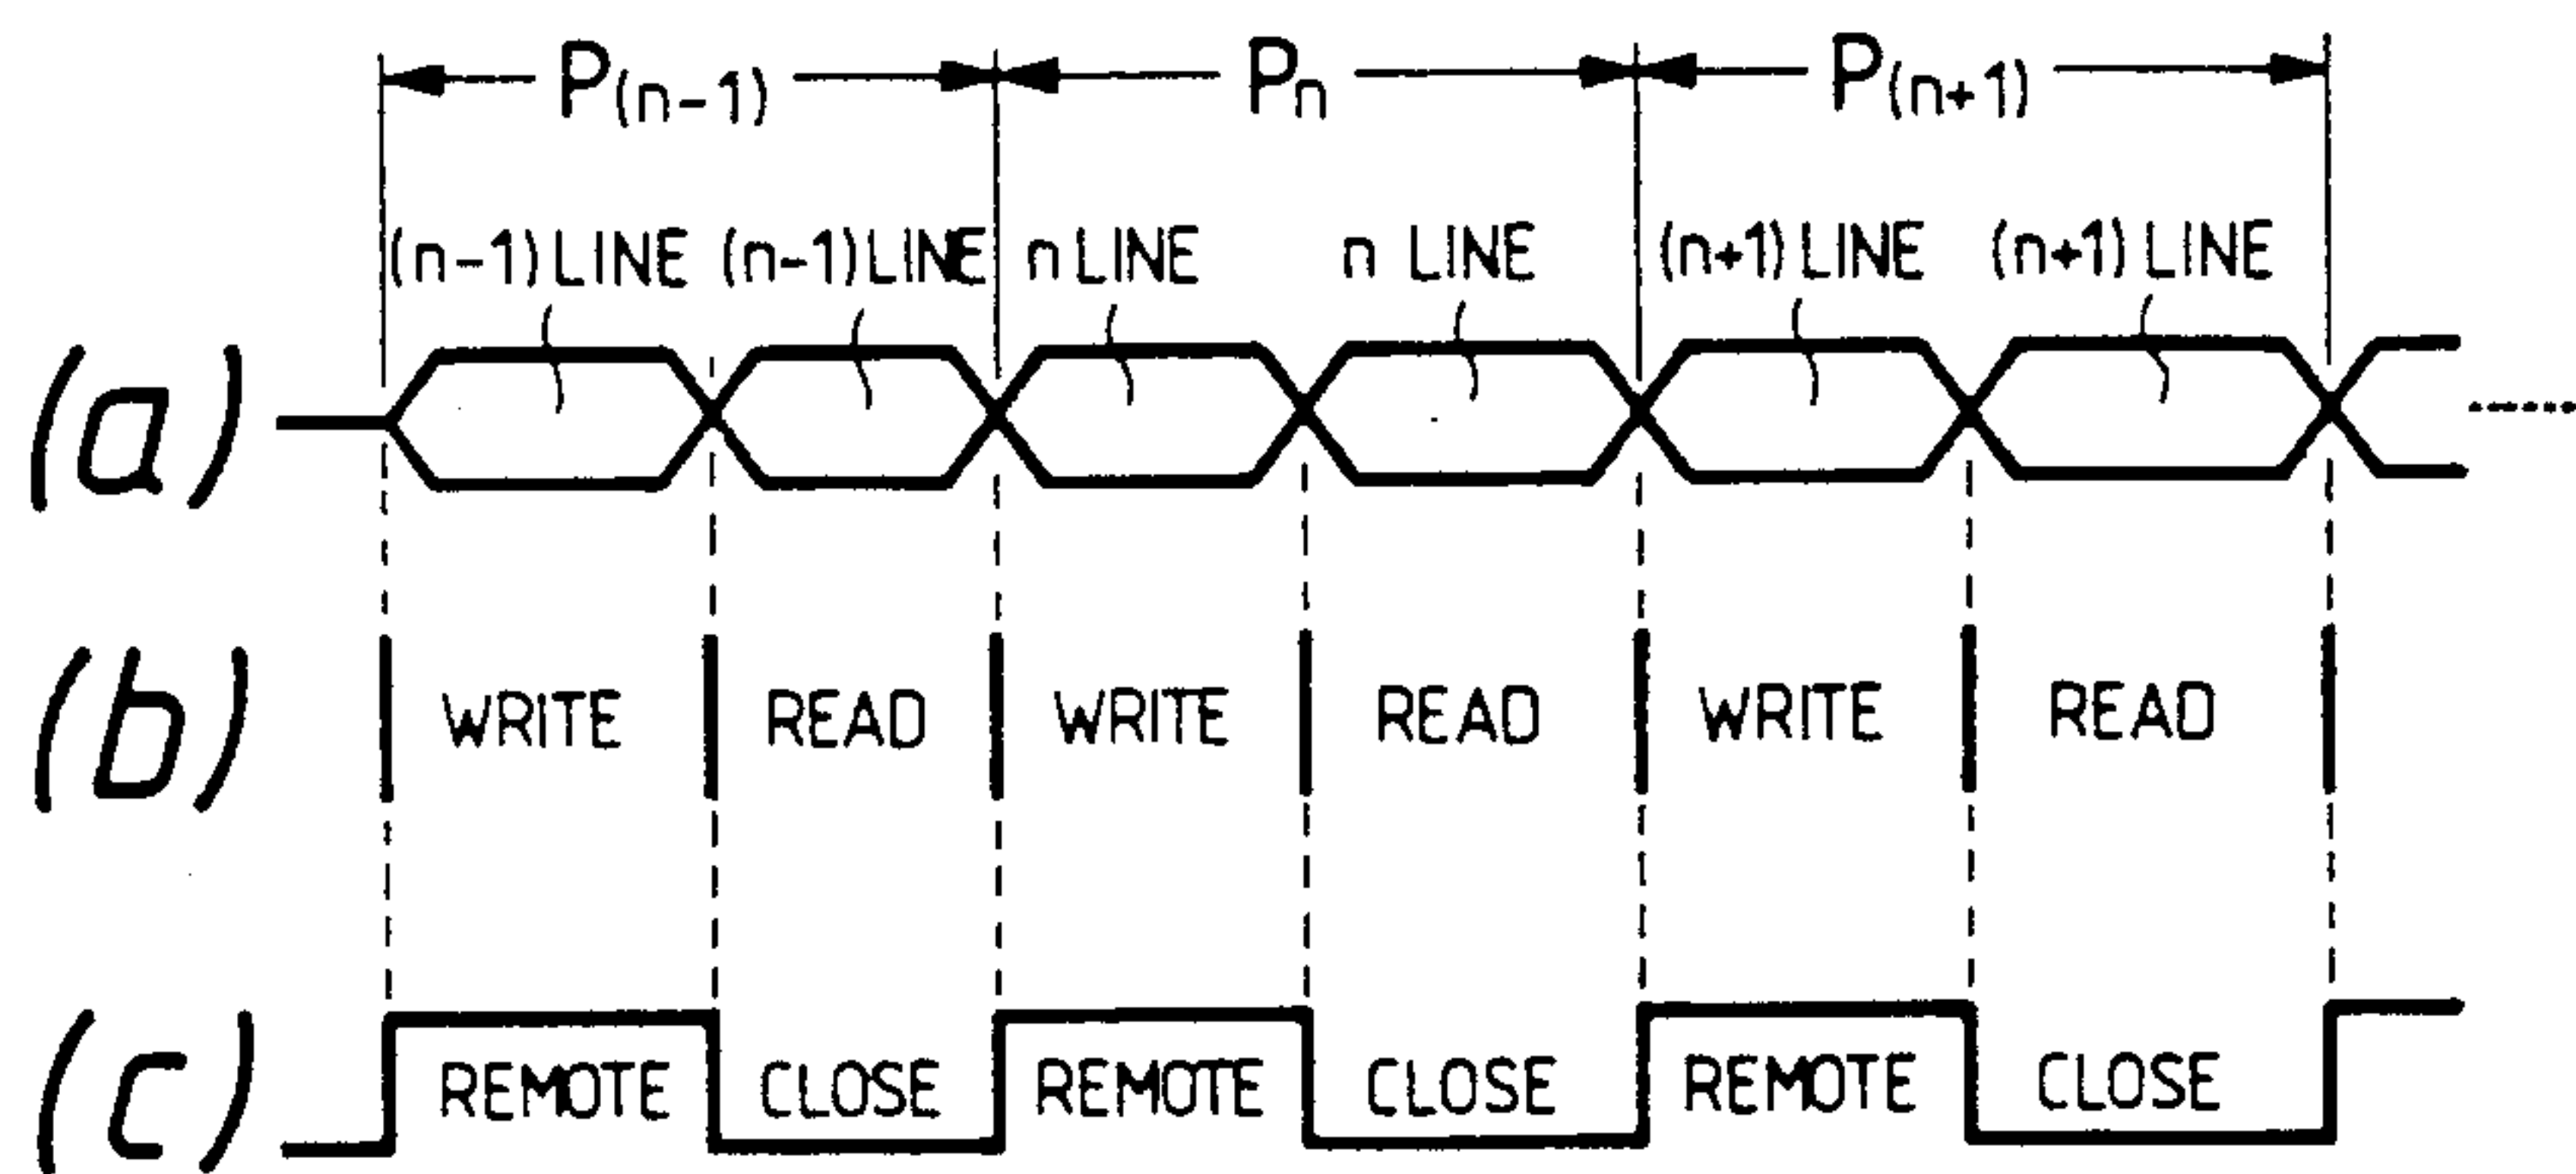 P(n-1) Pn P(n+1)
(n-1) LINE (n-1) LINE n LINE n LINE (n+1) LINE (n+1) LINE
(a)
(b) WRITE READ WRITE READ WRITE READ
(c) REMOTE CLOSE REMOTE CLOSE REMOTE CLOSE